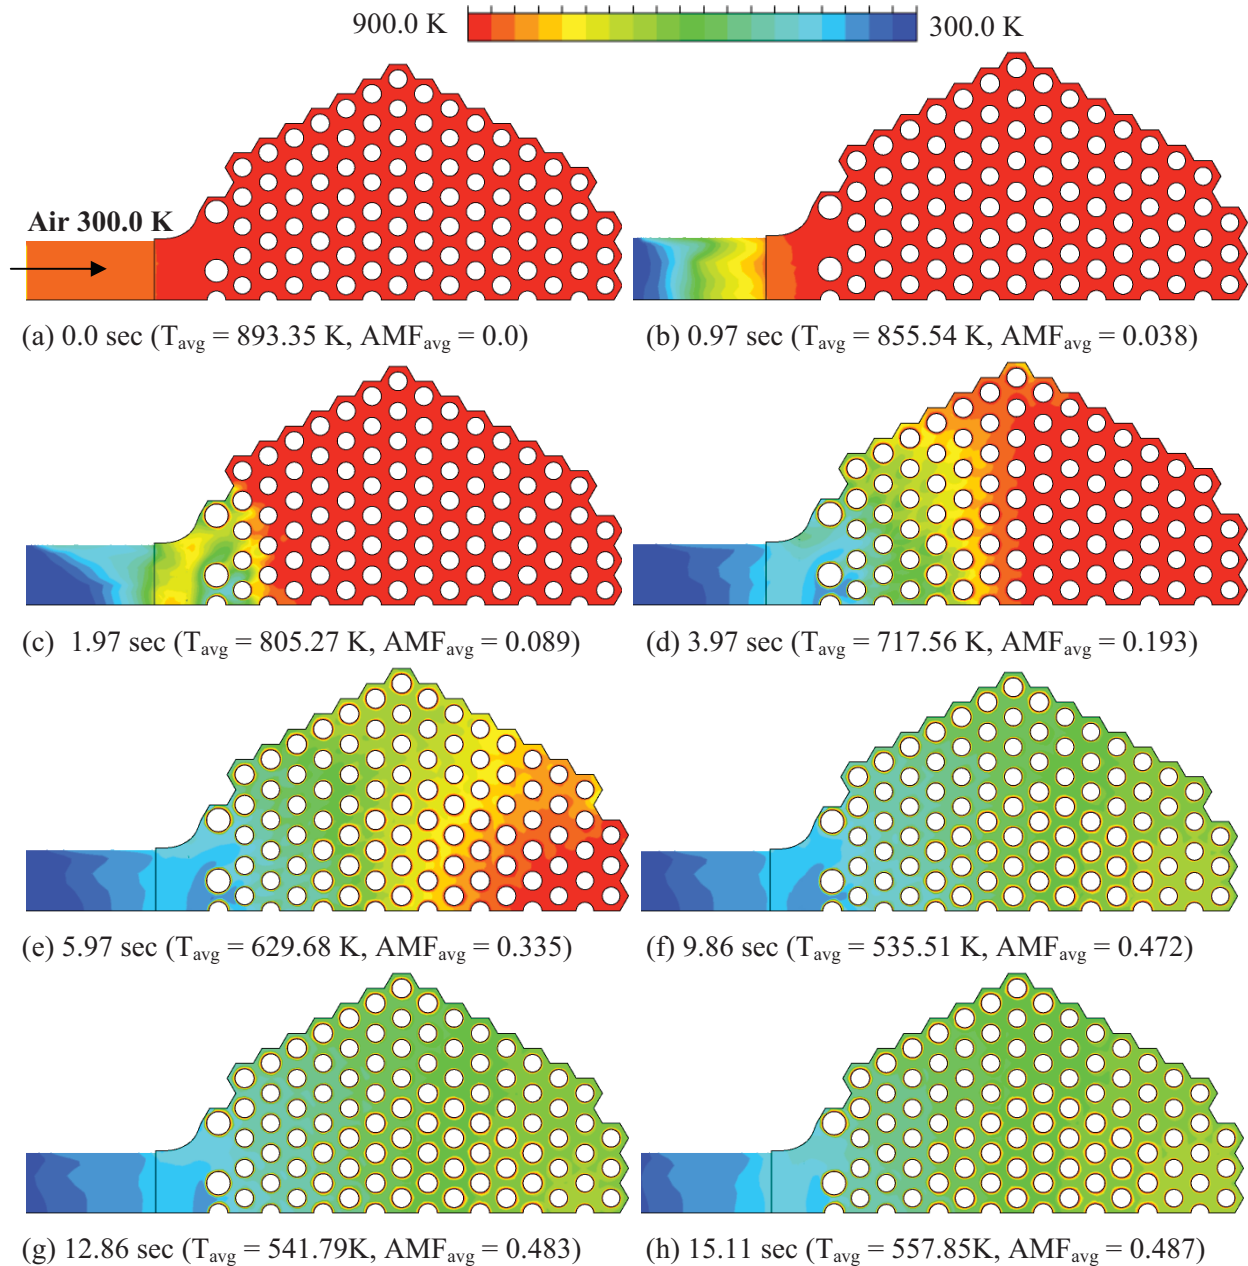 900.0 K 300.0 K
Air 300.0 K
(a) 0.0 sec (Tavg = 893.35 K, AMFavg = 0.0)
(b) 0.97 sec (Tavg = 855.54 K, AMFavg = 0.038)
(c) 1.97 sec (Tavg = 805.27 K, AMFavg = 0.089)
(d) 3.97 sec (Tavg = 717.56 K, AMFavg = 0.193)
(e) 5.97 sec (Tavg = 629.68 K, AMFavg = 0.335)
(f) 9.86 sec (Tavg = 535.51 K, AMFavg = 0.472)
(g) 12.86 sec (Tavg = 541.79K, AMFavg = 0.483)
(h) 15.11 sec (Tavg = 557.85K, AMFavg = 0.487)